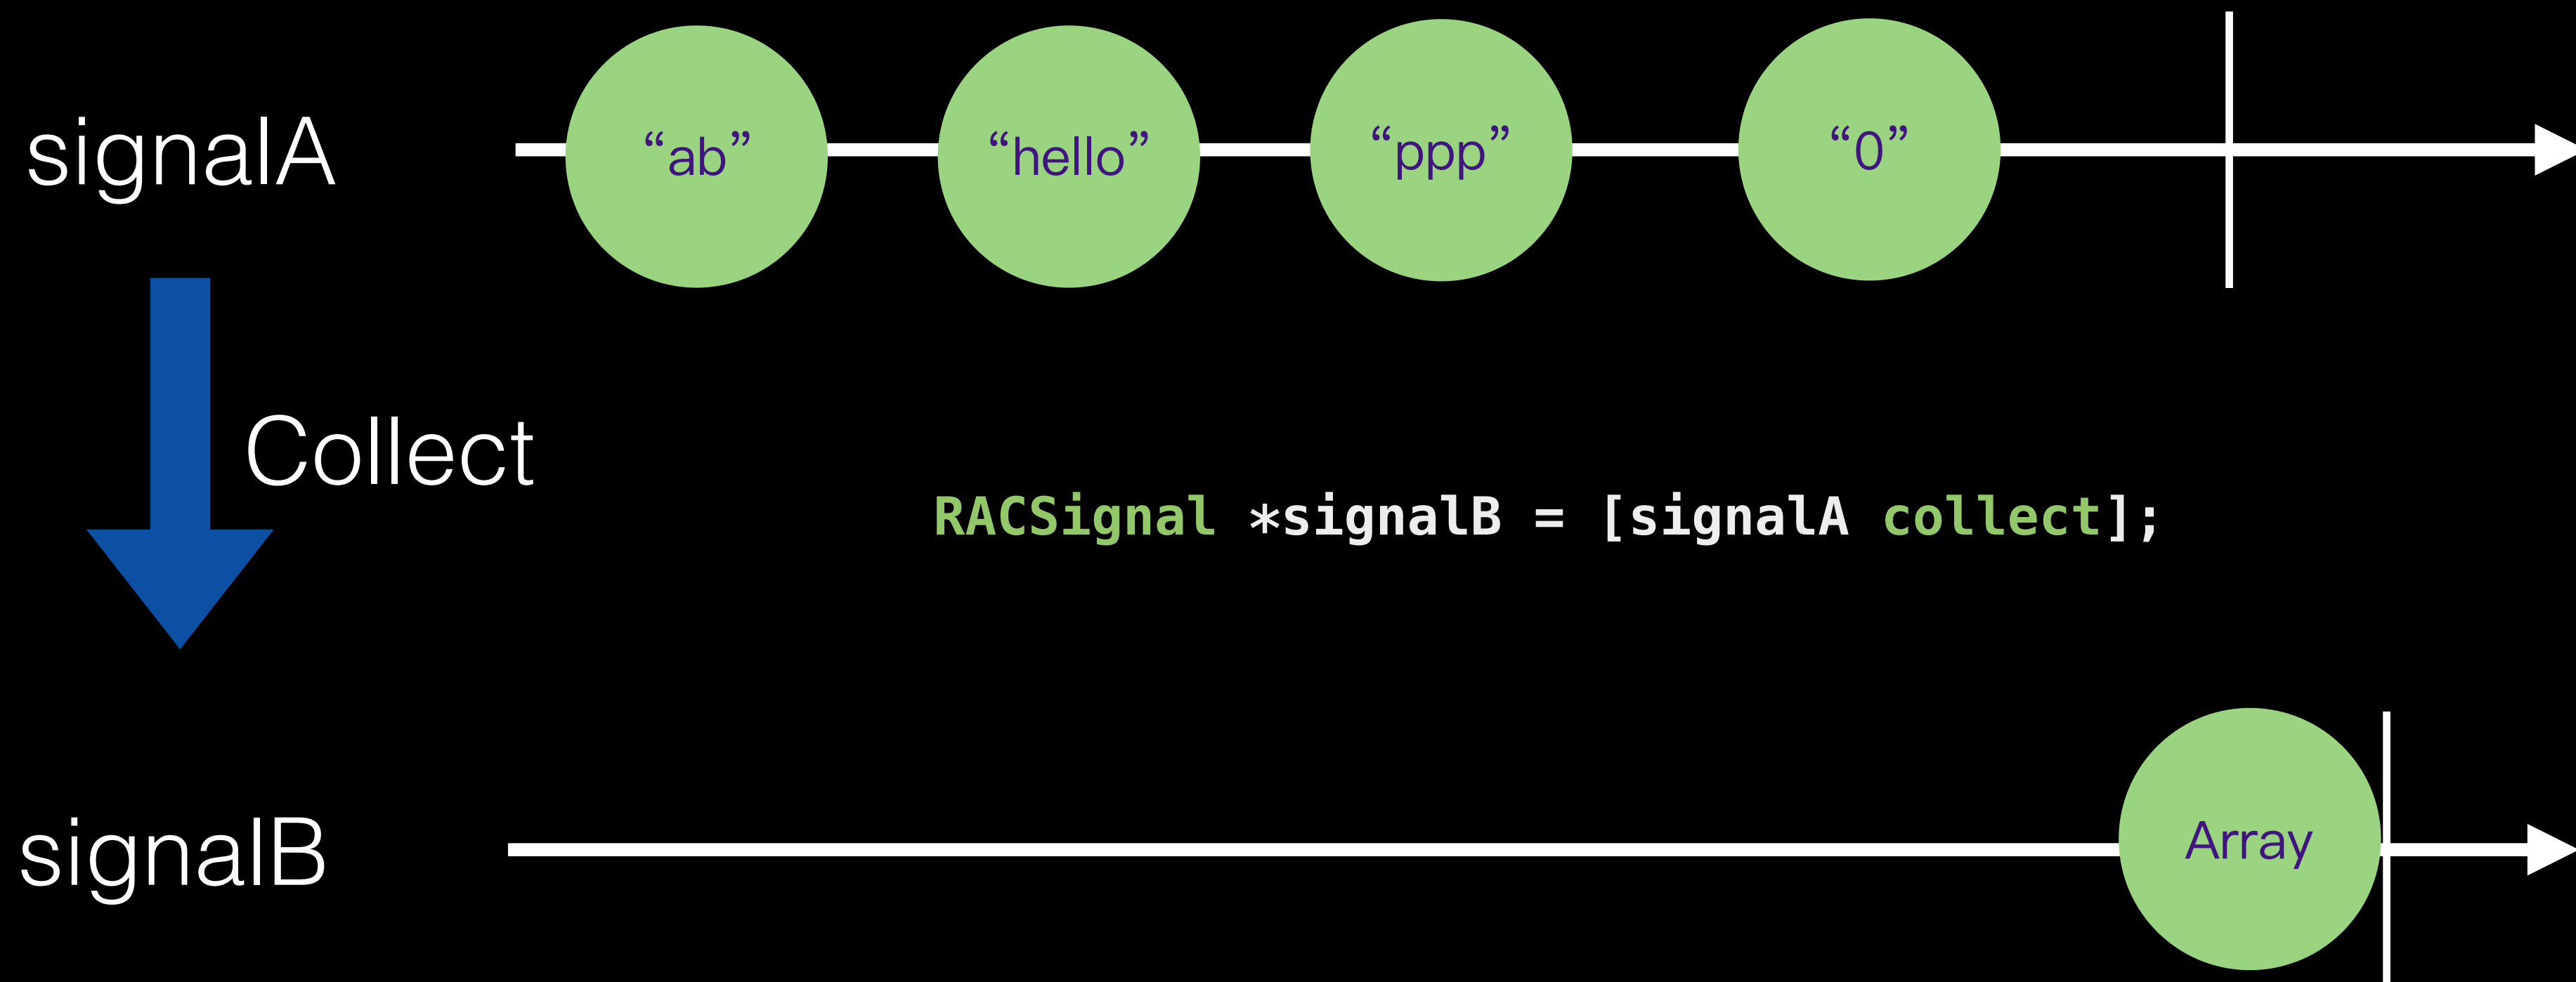 signalA
“ab”
“hello”
“ppp”
“0”
Collect
RACSignal *signalB = [signalA collect];
signalB
Array